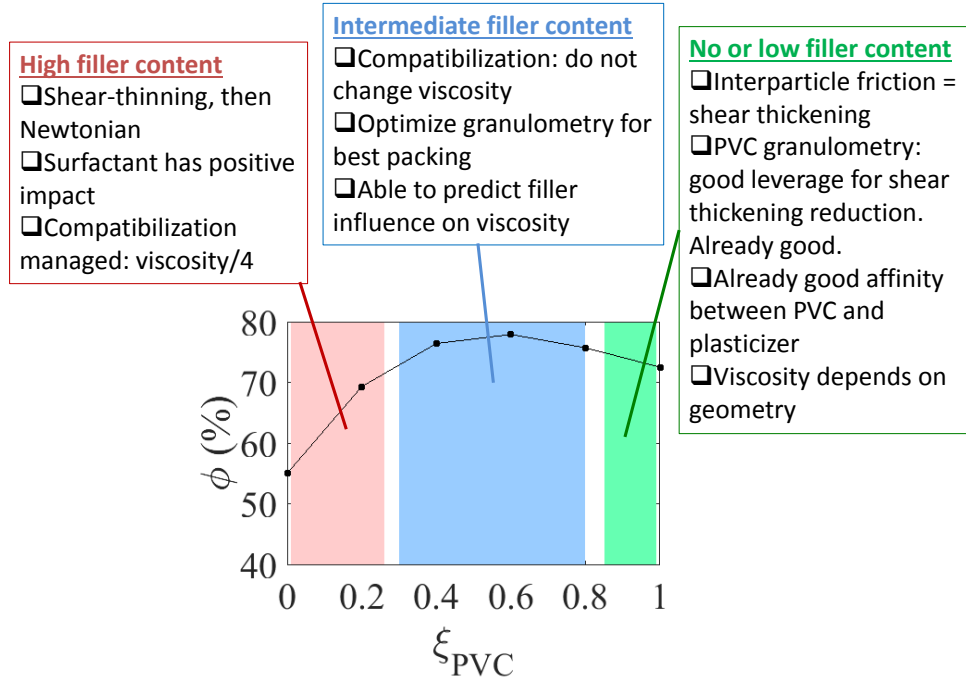 High filler content
❑Shear-thinning, then
Newtonian
❑Surfactant has positive
impact
❑Compatibilization
managed: viscosity/4
Intermediate filler content
❑Compatibilization: do not
change viscosity
❑Optimize granulometry for
best packing
❑Able to predict filler
influence on viscosity
No or low filler content
❑Interparticle friction =
shear thickening
❑PVC granulometry:
good leverage for shear
thickening reduction.
Already good.
❑Already good affinity
between PVC and
plasticizer
❑Viscosity depends on
geometry
80
70
60
50
40
ϕ (%)
0 0.2 0.4 0.6 0.8 1
ξPVC